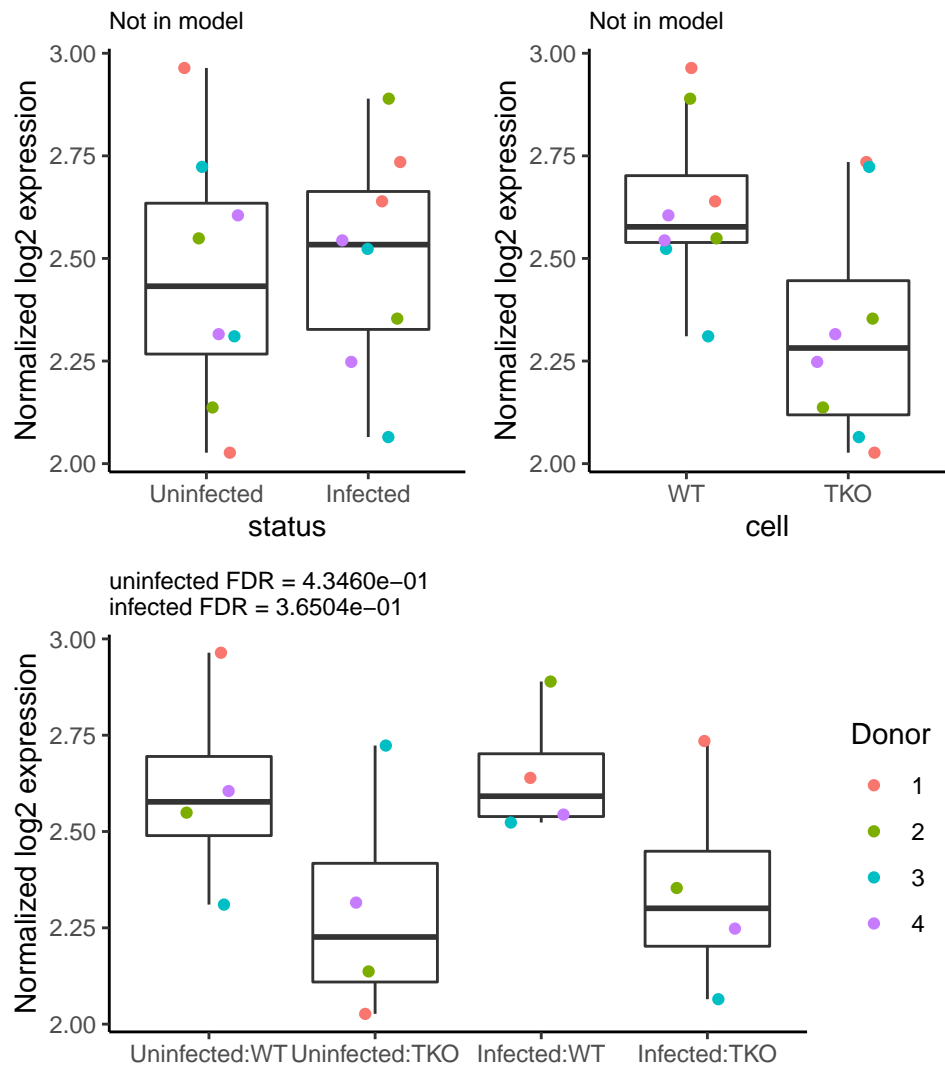 Not in model
Normalized log2 expression
3.00
2.75
2.50
2.25
2.00
Uninfected
Infected
status
Not in model
Normalized log2 expression
3.00
2.75
2.50
2.25
2.00
WT
TKO
cell
uninfected FDR = 4.3460e−01
infected FDR = 3.6504e−01
Normalized log2 expression
3.00
2.75
2.50
2.25
2.00
Uninfected:WT
Uninfected:TKO
Infected:WT
Infected:TKO
Donor
1
2
3
4